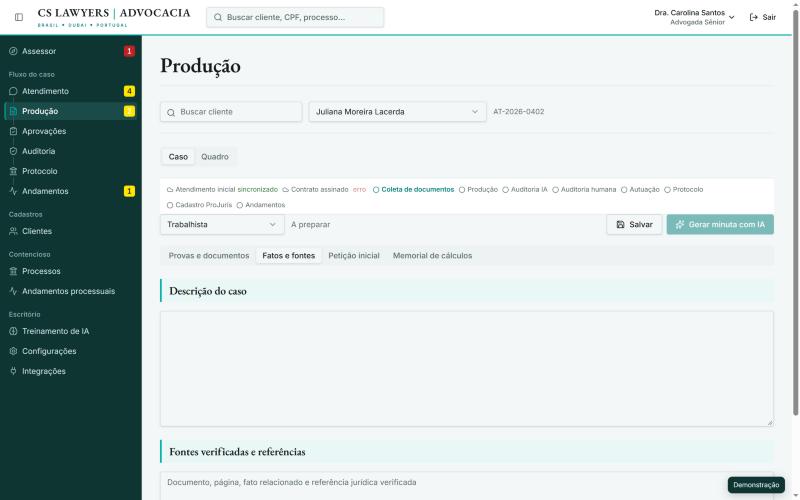 CS LAWYERS | ADVOCACIA
BRASIL • DUBAI • PORTUGAL
Buscar cliente, CPF, processo...
Dra. Carolina Santos
Advogada Sênior
Sair
Assessor 1
Fluxo do caso
Atendimento 4
Produção
Aprovações
Auditoria
Protocolo
Andamentos 1
Cadastros
Clientes
Contencioso
Processos
Andamentos processuais
Escritório
Treinamento de IA
Configurações
Integrações
Produção
Buscar cliente
Juliana Moreira Lacerda
AT-2026-0402
Caso Quadro
Atendimento inicial sincronizado Contrato assinado erro Coleta de documentos Produção Auditoria IA Auditoria humana Autuação Protocolo
Cadastro ProJuris Andamentos
Trabalhista
A preparar
Salvar
Gerar minuta com IA
Provas e documentos Fatos e fontes Petição inicial Memorial de cálculos
Descrição do caso
Fontes verificadas e referências
Documento, página, fato relacionado e referência jurídica verificada
Demonstração